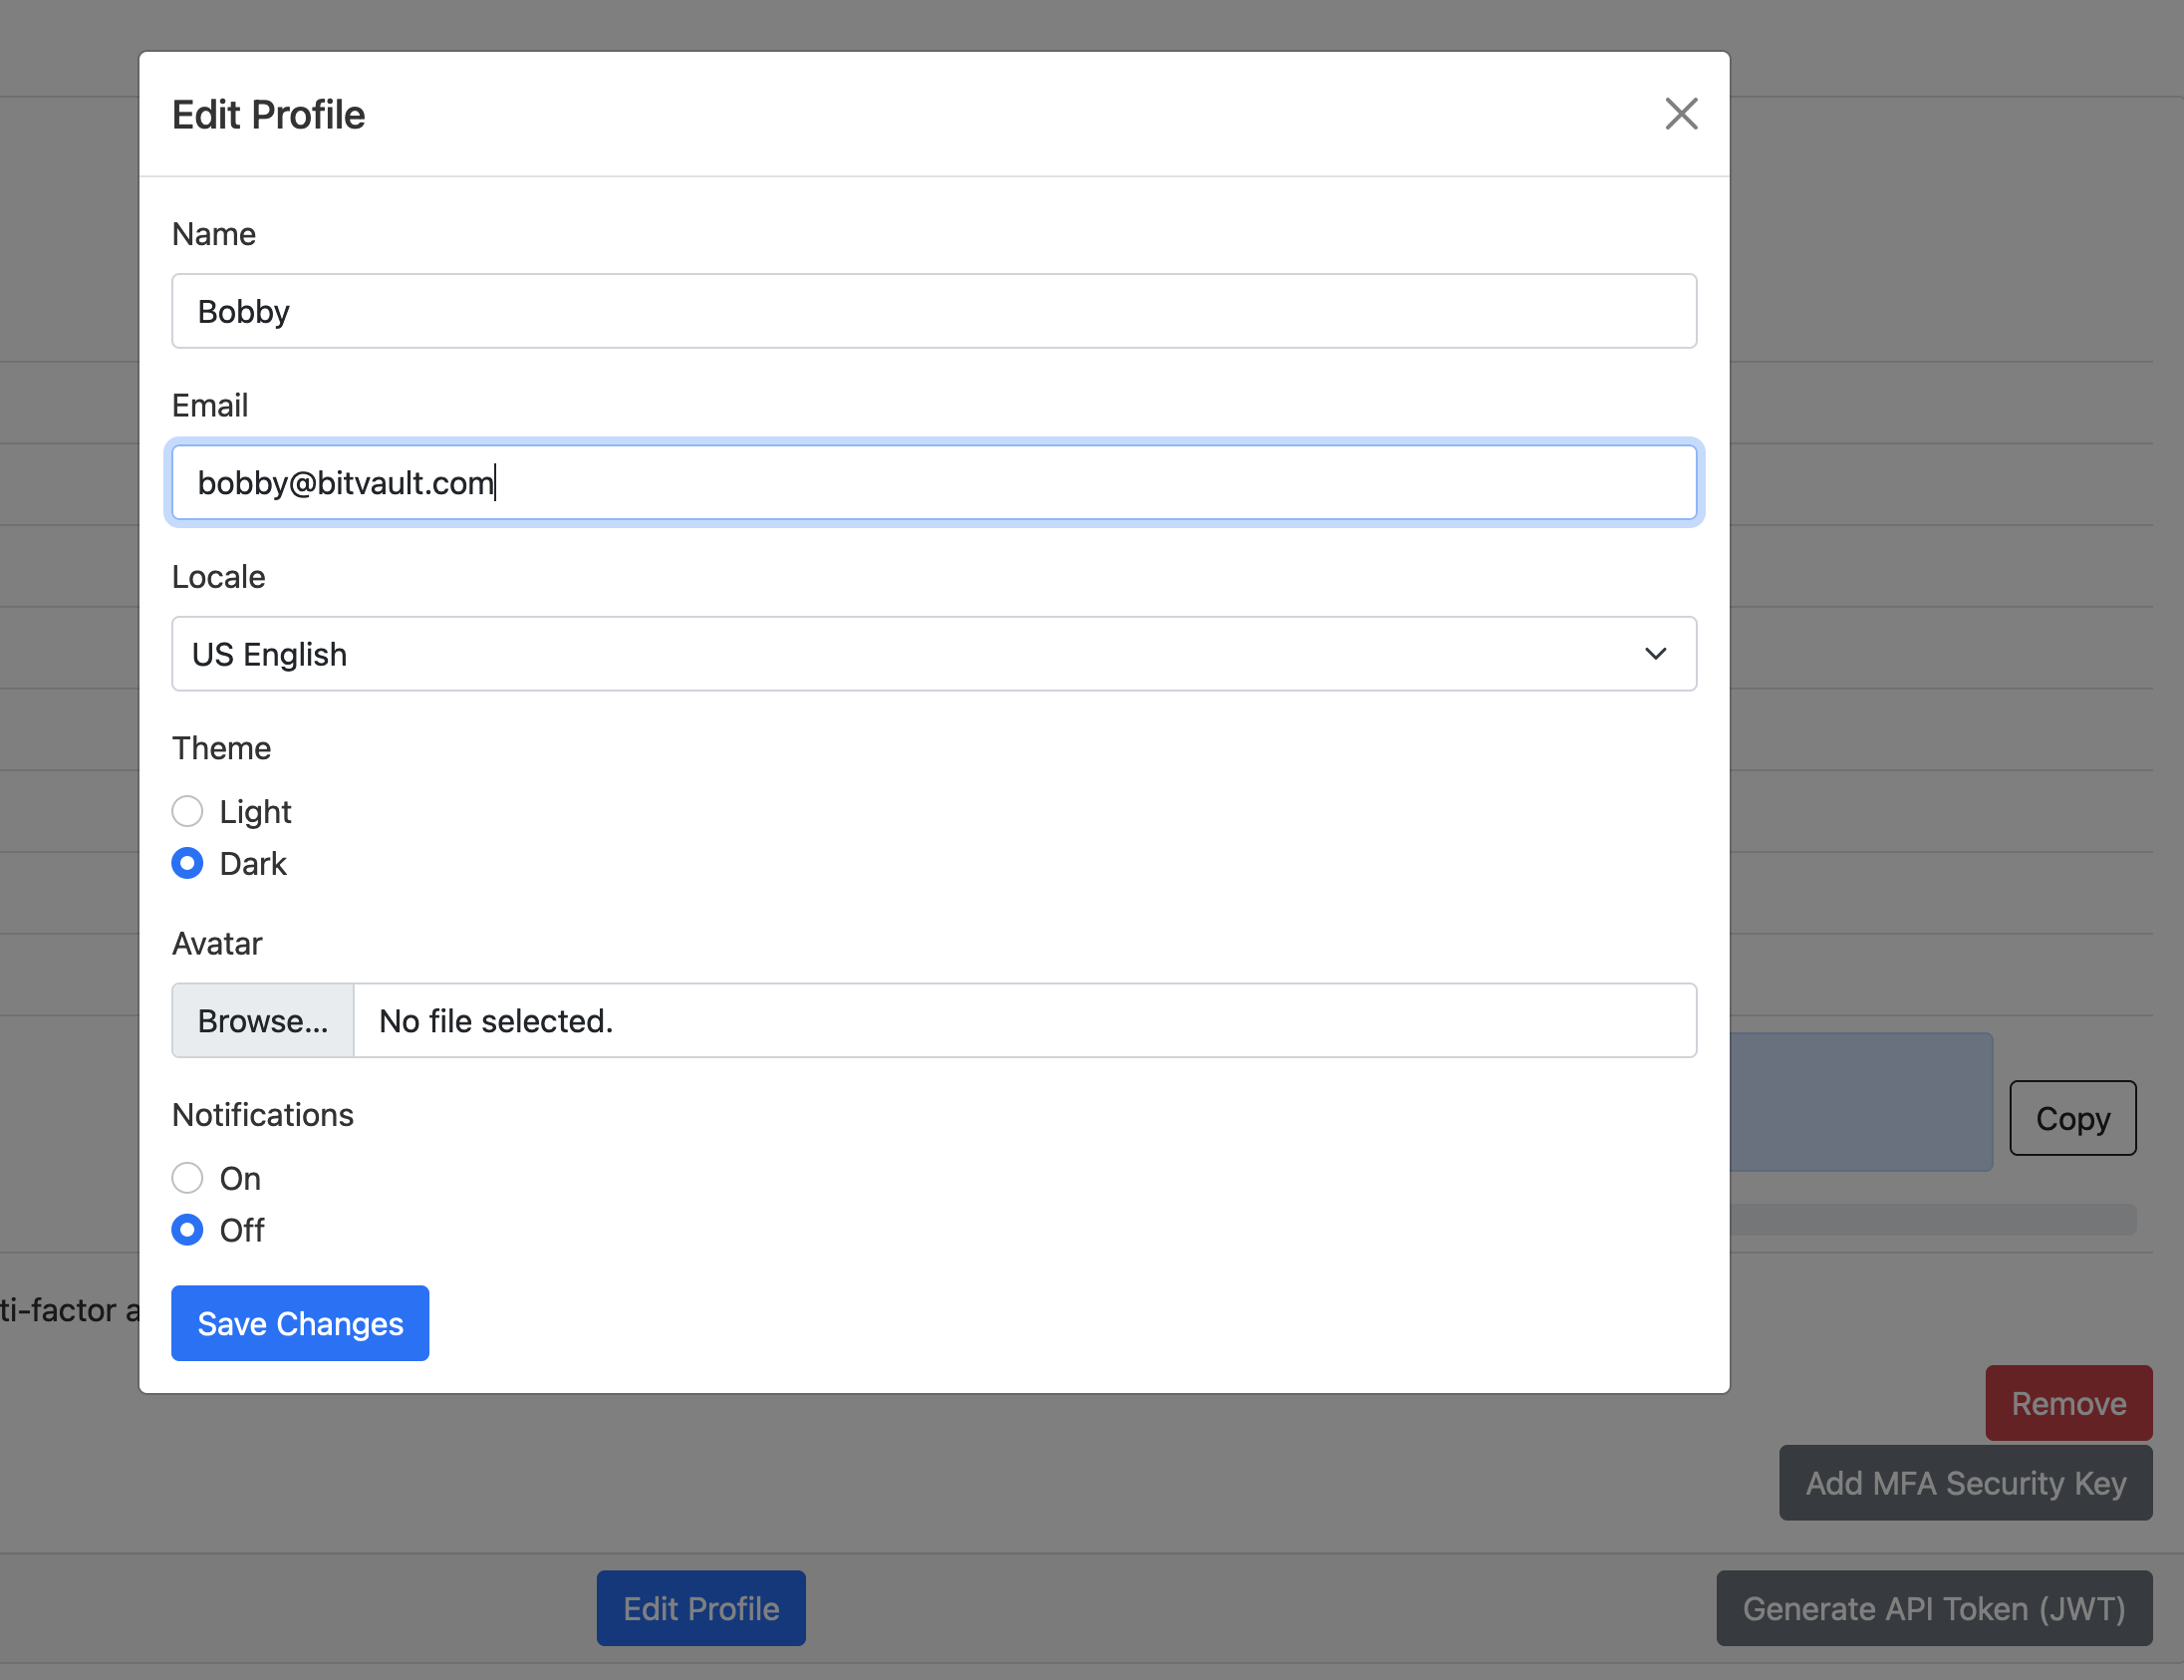 Edit Profile
Name
Bobby
Email
bobby@bitvault.com
Locale
US English
Theme
Light
Dark
Avatar
Browse... No file selected.
Notifications
On
Off
Save Changes
Copy
ti-factor a
Remove
Add MFA Security Key
Edit Profile
Generate API Token (JWT)